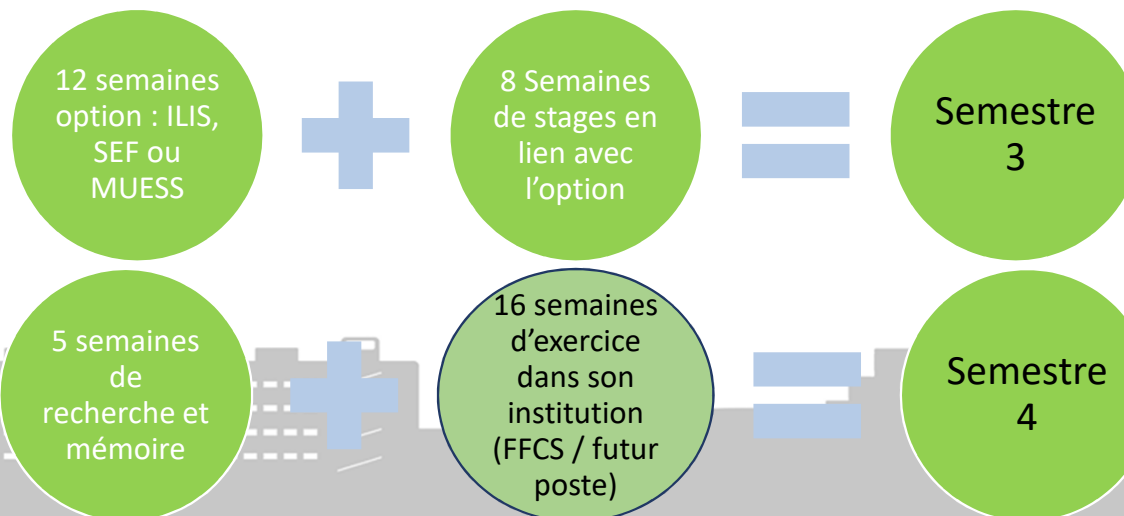 12 semaines
option : ILIS,
SEF ou
MUESS
8 Semaines
de stages en
lien avec
l'option
Semestre
3
5 semaines
de
recherche et
mémoire
16 semaines
d'exercice
dans son
institution
(FFCS / futur
poste)
Semestre
4